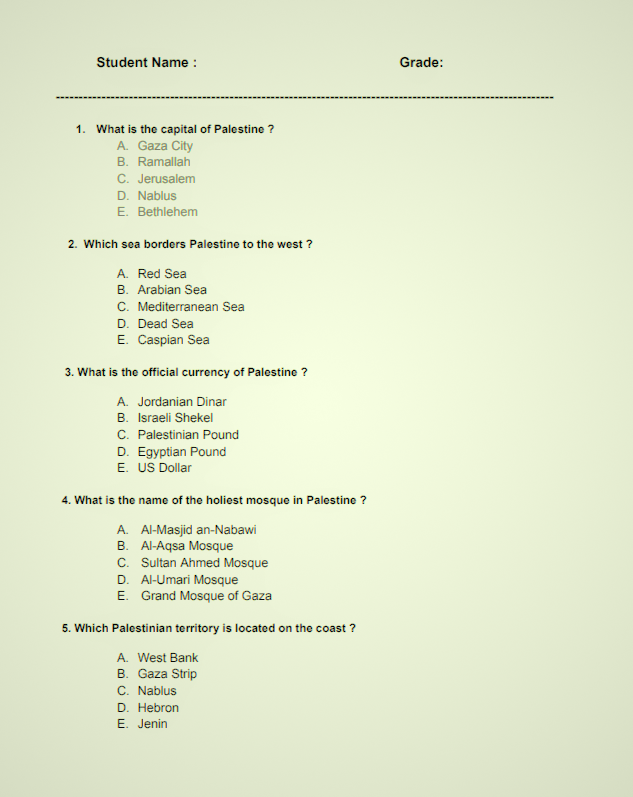 Student Name : Grade:
--------------------------------------------------------------------------------------------------------------
1. What is the capital of Palestine ?
A. Gaza City
B. Ramallah
C. Jerusalem
D. Nablus
E. Bethlehem
2. Which sea borders Palestine to the west ?
A. Red Sea
B. Arabian Sea
C. Mediterranean Sea
D. Dead Sea
E. Caspian Sea
3. What is the official currency of Palestine ?
A. Jordanian Dinar
B. Israeli Shekel
C. Palestinian Pound
D. Egyptian Pound
E. US Dollar
4. What is the name of the holiest mosque in Palestine ?
A. Al-Masjid an-Nabawi
B. Al-Aqsa Mosque
C. Sultan Ahmed Mosque
D. Al-Umari Mosque
E. Grand Mosque of Gaza
5. Which Palestinian territory is located on the coast ?
A. West Bank
B. Gaza Strip
C. Nablus
D. Hebron
E. Jenin